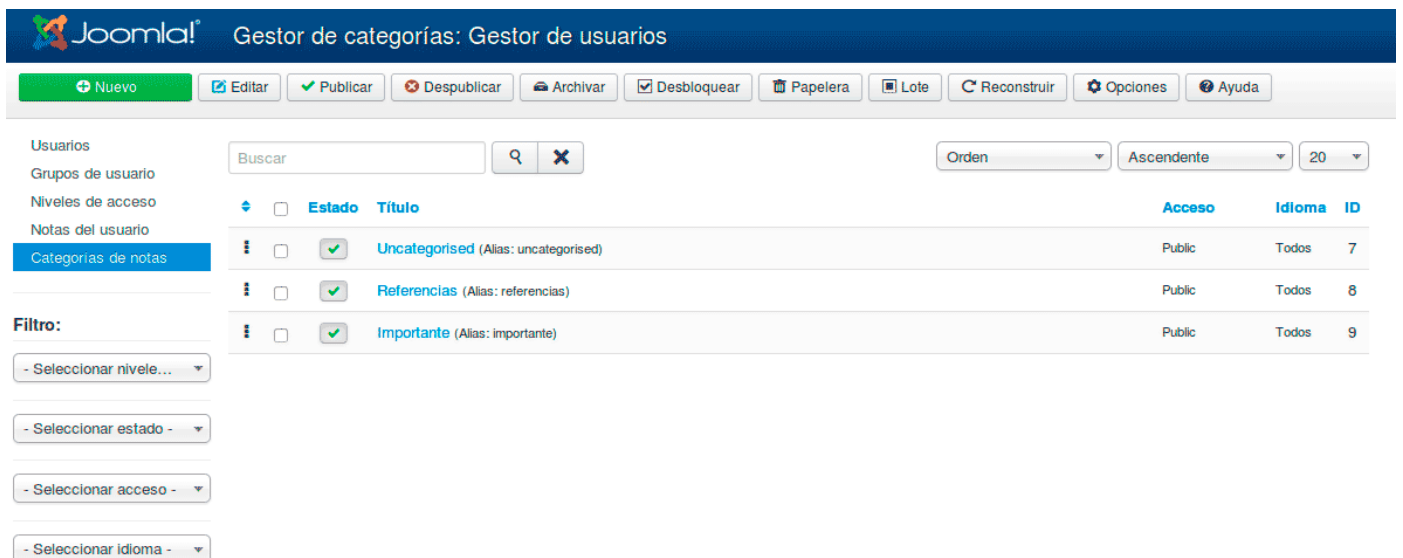 Joomla!® Gestor de categorías: Gestor de usuarios
Nuevo Editar Publicar Despublicar Archivar Desbloquear Papelera Lote Reconstruir Opciones Ayuda
Usuarios
Grupos de usuario
Niveles de acceso
Notas del usuario
Categorías de notas
Filtro:
- Seleccionar nivele...
- Seleccionar estado -
- Seleccionar acceso -
- Seleccionar idioma -
Buscar Orden Ascendente 20
Estado Título Acceso Idioma ID
Uncategorised (Alias: uncategorised) Public Todos 7
Referencias (Alias: referencias) Public Todos 8
Importante (Alias: importante) Public Todos 9